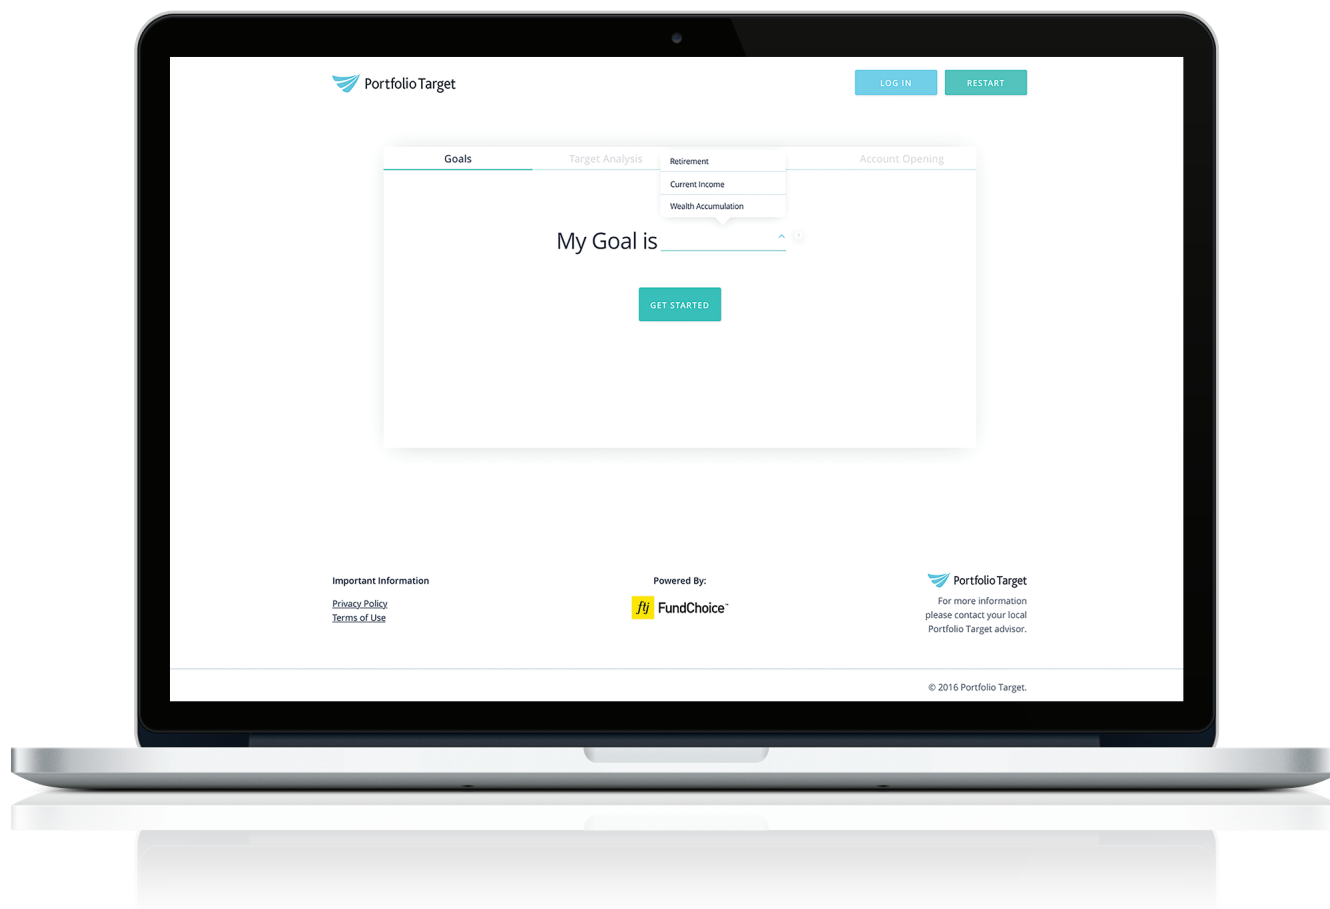 Portfolio Target
LOG IN
RESTART
Goals
Target Analysis
Account Opening
Retirement
Current Income
Wealth Accumulation
My Goal is
GET STARTED
Important Information
Privacy Policy
Terms of Use
Powered By:
ftj FundChoice™
Portfolio Target
For more information
please contact your local
Portfolio Target advisor.
© 2016 Portfolio Target.